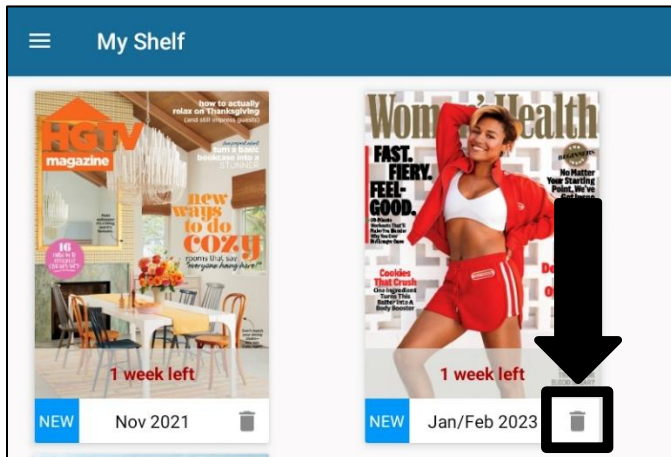 My Shelf
how to actually
relax on Thanksgiving
(and still impress guests)
HGTV
magazine
turn a basic
bookcase into a
STUNNER
new
ways
to do
COZY
rooms that say
"everyone hang here!"
16
1 week left
NEW Nov 2021
Women's Health
FAST.
FIERY.
FEEL-
GOOD.
BEGINNERS
No Matter
Your Starting
Point, We've
Cookies
That Crush
One Ingredient
Turns This
Batter Into A
Body Booster
1 week left
NEW Jan/Feb 2023